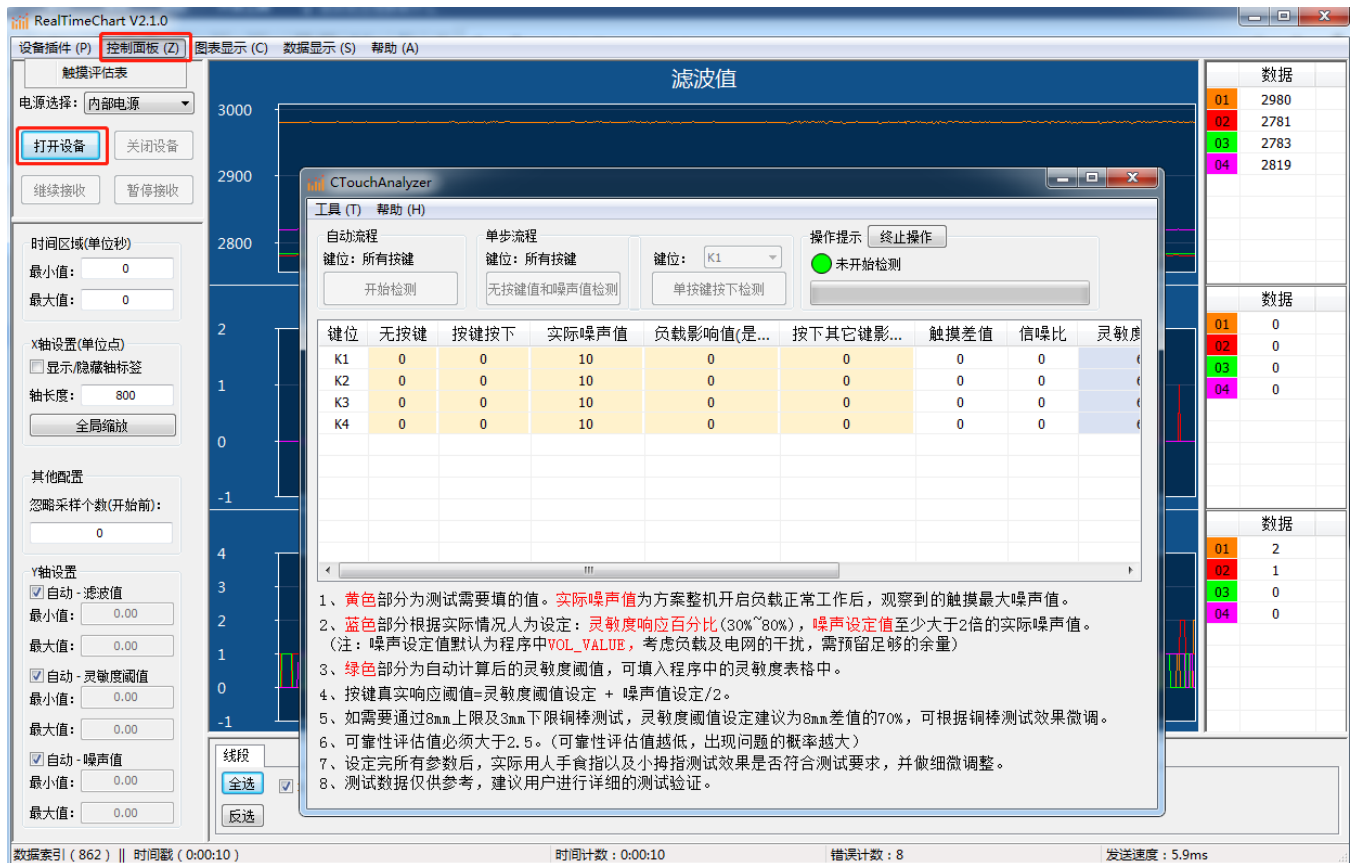 RealTimeChart V2.1.0
设备插件 (P) 控制面板 (Z) 图表显示 (C) 数据显示 (S) 帮助 (A)
触摸评估表
电源选择: 内部电源
打开设备 关闭设备
继续接收 暂停接收
时间区域(单位秒)
最小值: 0
最大值: 0
X轴设置(单位点)
显示/隐藏轴标签
轴长度: 800
全局缩放
其他配置
忽略采样个数(开始前):
0
Y轴设置
自动 - 滤波值
最小值: 0.00
最大值: 0.00
自动 - 灵敏度阈值
最小值: 0.00
最大值: 0.00
自动 - 噪声值
最小值: 0.00
最大值: 0.00
滤波值
3000
2900
2800
2
1
0
-1
4
3
2
1
0
-1
数据
01 2980
02 2781
03 2783
04 2819
数据
01 0
02 0
03 0
04 0
数据
01 2
02 1
03 0
04 0
CTouchAnalyzer
工具 (T) 帮助 (H)
自动流程
键位: 所有按键
开始检测
单步流程
键位: 所有按键
无按键值和噪声值检测
键位: K1
单按键按下检测
操作提示 终止操作
未开始检测
键位 无按键 按键按下 实际噪声值 负载影响值(是... 按下其它键影... 触摸差值 信噪比 灵敏度
K1 0 0 10 0 0 0 0
K2 0 0 10 0 0 0 0
K3 0 0 10 0 0 0 0
K4 0 0 10 0 0 0 0
1、黄色部分为测试需要填的值。实际噪声值为方案整机开启负载正常工作后，观察到的触摸最大噪声值。
2、蓝色部分根据实际情况人为设定：灵敏度响应百分比(30%~80%)，噪声设定值至少大于2倍的实际噪声值。
(注：噪声设定值默认为程序中VOL_VALUE，考虑负载及电网的干扰，需预留足够的余量)
3、绿色部分为自动计算后的灵敏度阈值，可填入程序中的灵敏度表格中。
4、按键真实响应阈值=灵敏度阈值设定 + 噪声值设定/2。
5、如需要通过8mm上限及3mm下限铜棒测试，灵敏度阈值设定建议为8mm差值的70%，可根据铜棒测试效果微调。
6、可靠性评估值必须大于2.5。(可靠性评估值越低，出现问题的概率越大)
7、设定完所有参数后，实际用人手食指以及小拇指测试效果是否符合测试要求，并做细微调整。
8、测试数据仅供参考，建议用户进行详细的测试验证。
线段
全选
反选
数据索引 ( 862 ) || 时间戳 ( 0:00:10 ) 时间计数 : 0:00:10 错误计数 : 8 发送速度 : 5.9ms